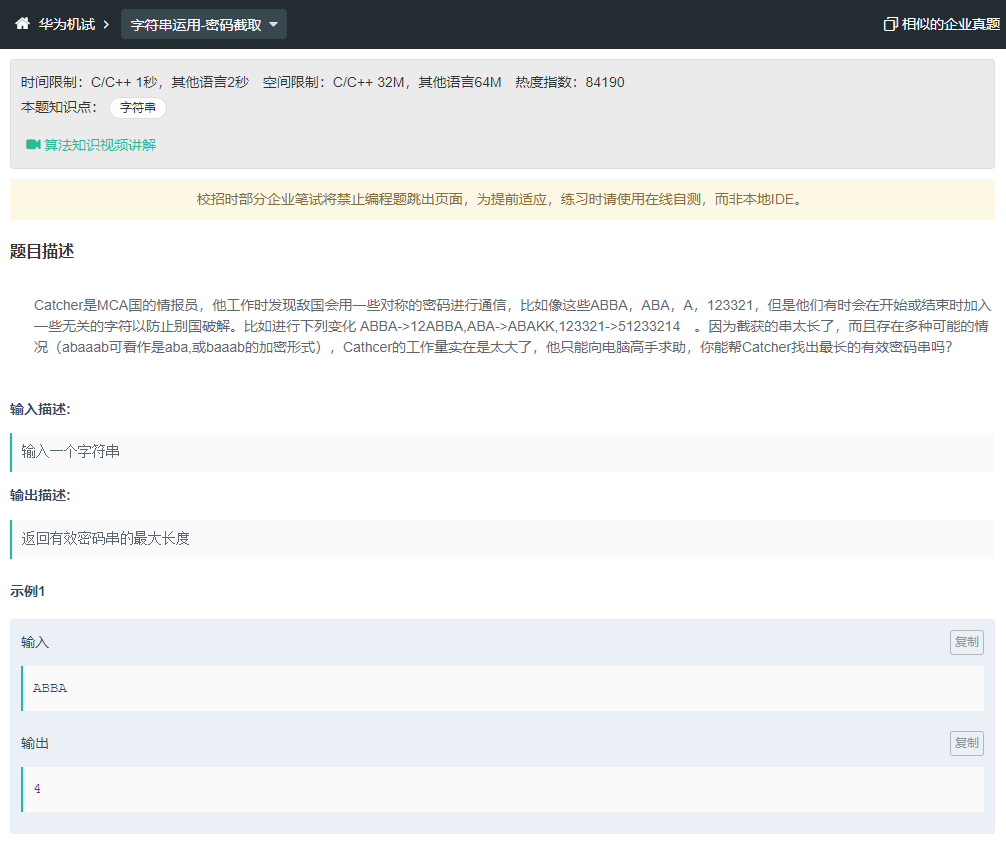 华为机试 > 字符串运用-密码截取 相似的企业真题
时间限制：C/C++ 1秒，其他语言2秒 空间限制：C/C++ 32M，其他语言64M 热度指数：84190
本题知识点： 字符串
算法知识视频讲解
校招时部分企业笔试将禁止编程题跳出页面，为提前适应，练习时请使用在线自测，而非本地IDE。
题目描述
Catcher是MCA国的情报员，他工作时发现敌国会用一些对称的密码进行通信，比如像这些ABBA，ABA，A，123321，但是他们有时会在开始或结束时加入
一些无关的字符以防止别国破解。比如进行下列变化 ABBA->12ABBA,ABA->ABAKK,123321->51233214　。因为截获的串太长了，而且存在多种可能的情
况（abaaab可看作是aba,或baaab的加密形式），Cathcer的工作量实在是太大了，他只能向电脑高手求助，你能帮Catcher找出最长的有效密码串吗？
输入描述:
输入一个字符串
输出描述:
返回有效密码串的最大长度
示例1
输入 复制
ABBA
输出 复制
4